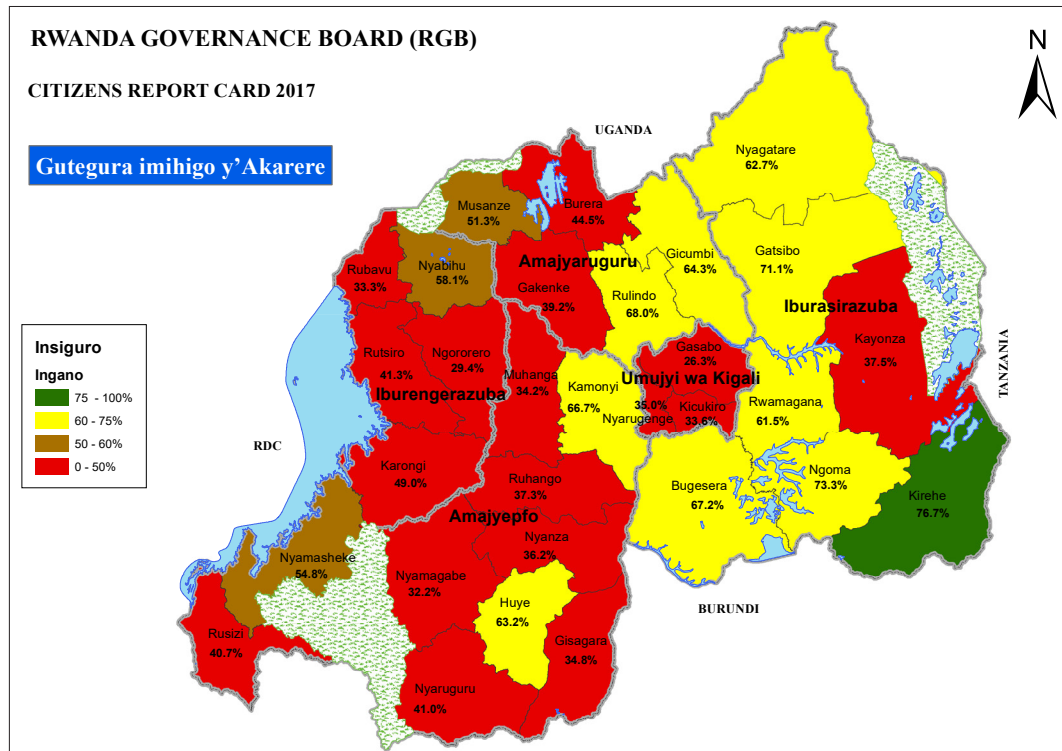 RWANDA GOVERNANCE BOARD (RGB)
N
CITIZENS REPORT CARD 2017
UGANDA
Gutegura imihigo y'Akarere
Nyagatare
62.7%
Musanze
51.3%
Burera
44.5%
Gicumbi
64.3%
Gatsibo
71.1%
Nyabihu
58.1%
Rubavu
33.3%
Amajyaruguru
Gakenke
39.2%
Rulindo
68.0%
Iburasirazuba
Kayonza
37.5%
TANZANIA
Insiguro
Ingano
75 - 100%
60 - 75%
50 - 60%
0 - 50%
Rutsiro
41.3%
Ngororero
29.4%
Iburengerazuba
Muhanga
34.2%
Kamonyi
66.7%
Gasabo
26.3%
Umujyi wa Kigali
35.0%
Nyarugenge
Kicukiro
33.6%
Rwamagana
61.5%
RDC
Karongi
49.0%
Ruhango
37.3%
Bugesera
67.2%
Ngoma
73.3%
Kirehe
76.7%
Amajyepfo
Nyanza
36.2%
Nyamasheke
54.8%
Nyamagabe
32.2%
Huye
63.2%
BURUNDI
Rusizi
40.7%
Gisagara
34.8%
Nyaruguru
41.0%